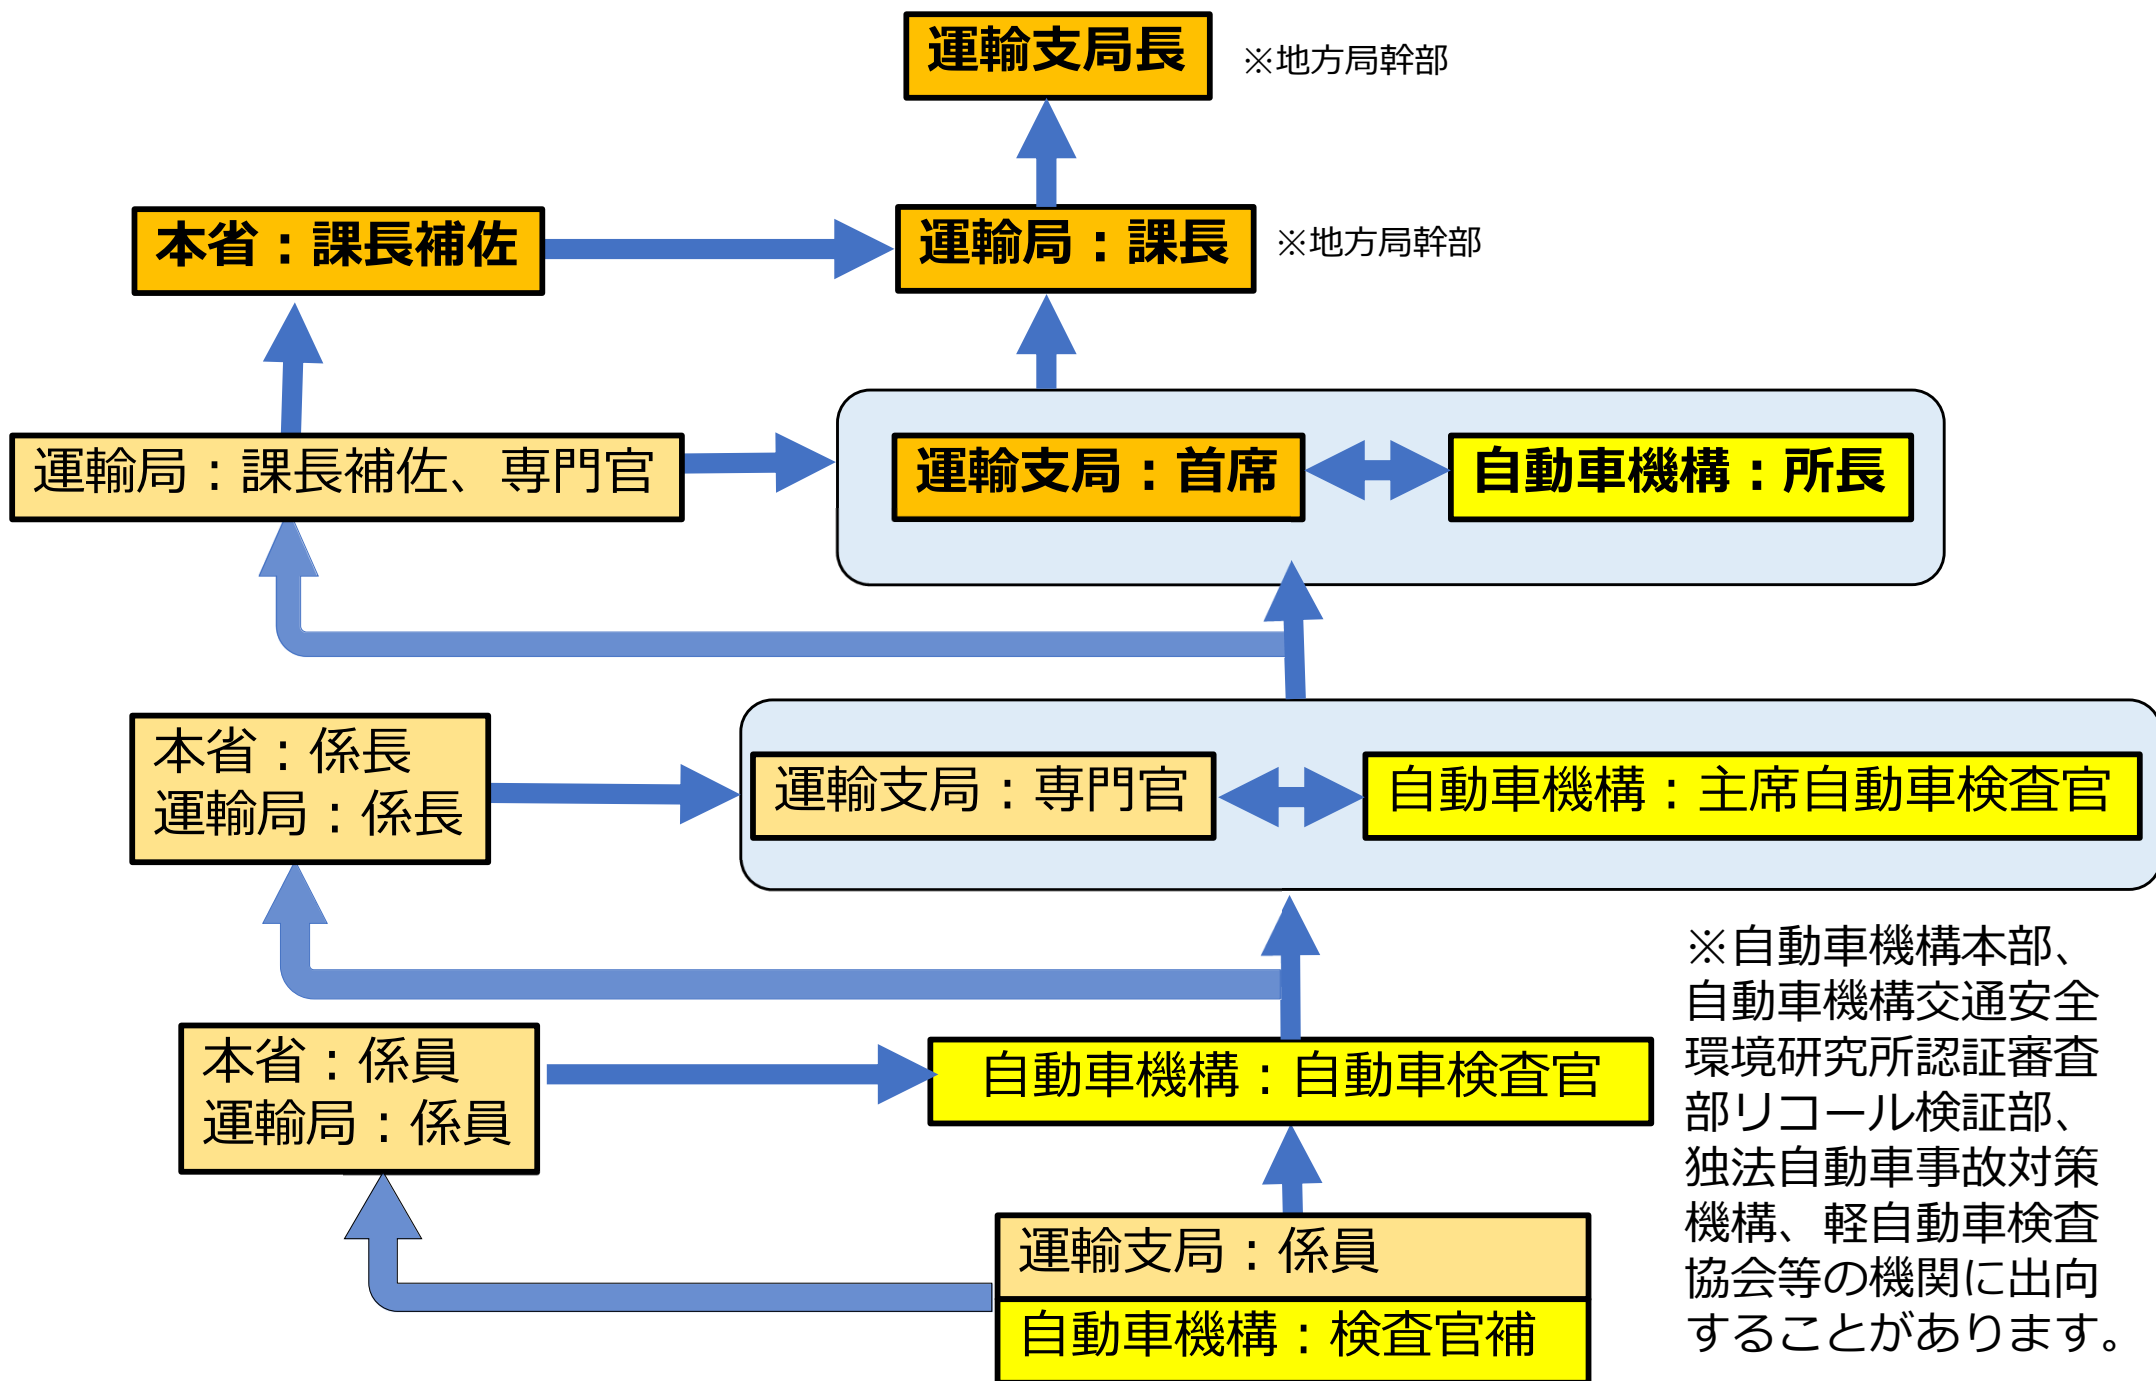 運輸支局長
※地方局幹部
本省：課長補佐
運輸局：課長
※地方局幹部
運輸局：課長補佐、専門官
運輸支局：首席
自動車機構：所長
本省：係長
運輸局：係長
運輸支局：専門官
自動車機構：主席自動車検査官
本省：係員
運輸局：係員
自動車機構：自動車検査官
運輸支局：係員
自動車機構：検査官補
※自動車機構本部、
自動車機構交通安全
環境研究所認証審査
部リコール検証部、
独法自動車事故対策
機構、軽自動車検査
協会等の機関に出向
することがあります。